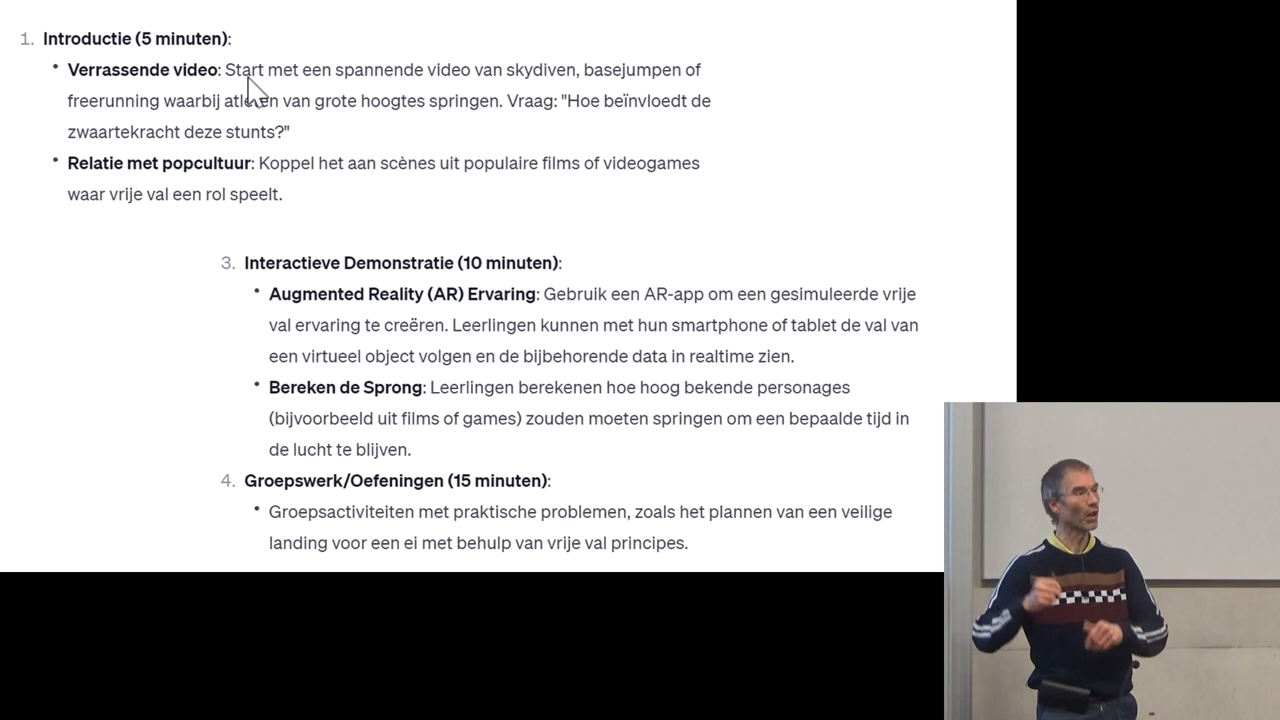 1. Introductie (5 minuten):
• Verrassende video: Start met een spannende video van skydiven, basejumpen of
freerunning waarbij atleten van grote hoogtes springen. Vraag: "Hoe beïnvloedt de
zwaartekracht deze stunts?"
• Relatie met popcultuur: Koppel het aan scènes uit populaire films of videogames
waar vrije val een rol speelt.
3. Interactieve Demonstratie (10 minuten):
• Augmented Reality (AR) Ervaring: Gebruik een AR-app om een gesimuleerde vrije
val ervaring te creëren. Leerlingen kunnen met hun smartphone of tablet de val van
een virtueel object volgen en de bijbehorende data in realtime zien.
• Bereken de Sprong: Leerlingen berekenen hoe hoog bekende personages
(bijvoorbeeld uit films of games) zouden moeten springen om een bepaalde tijd in
de lucht te blijven.
4. Groepswerk/Oefeningen (15 minuten):
• Groepsactiviteiten met praktische problemen, zoals het plannen van een veilige
landing voor een ei met behulp van vrije val principes.